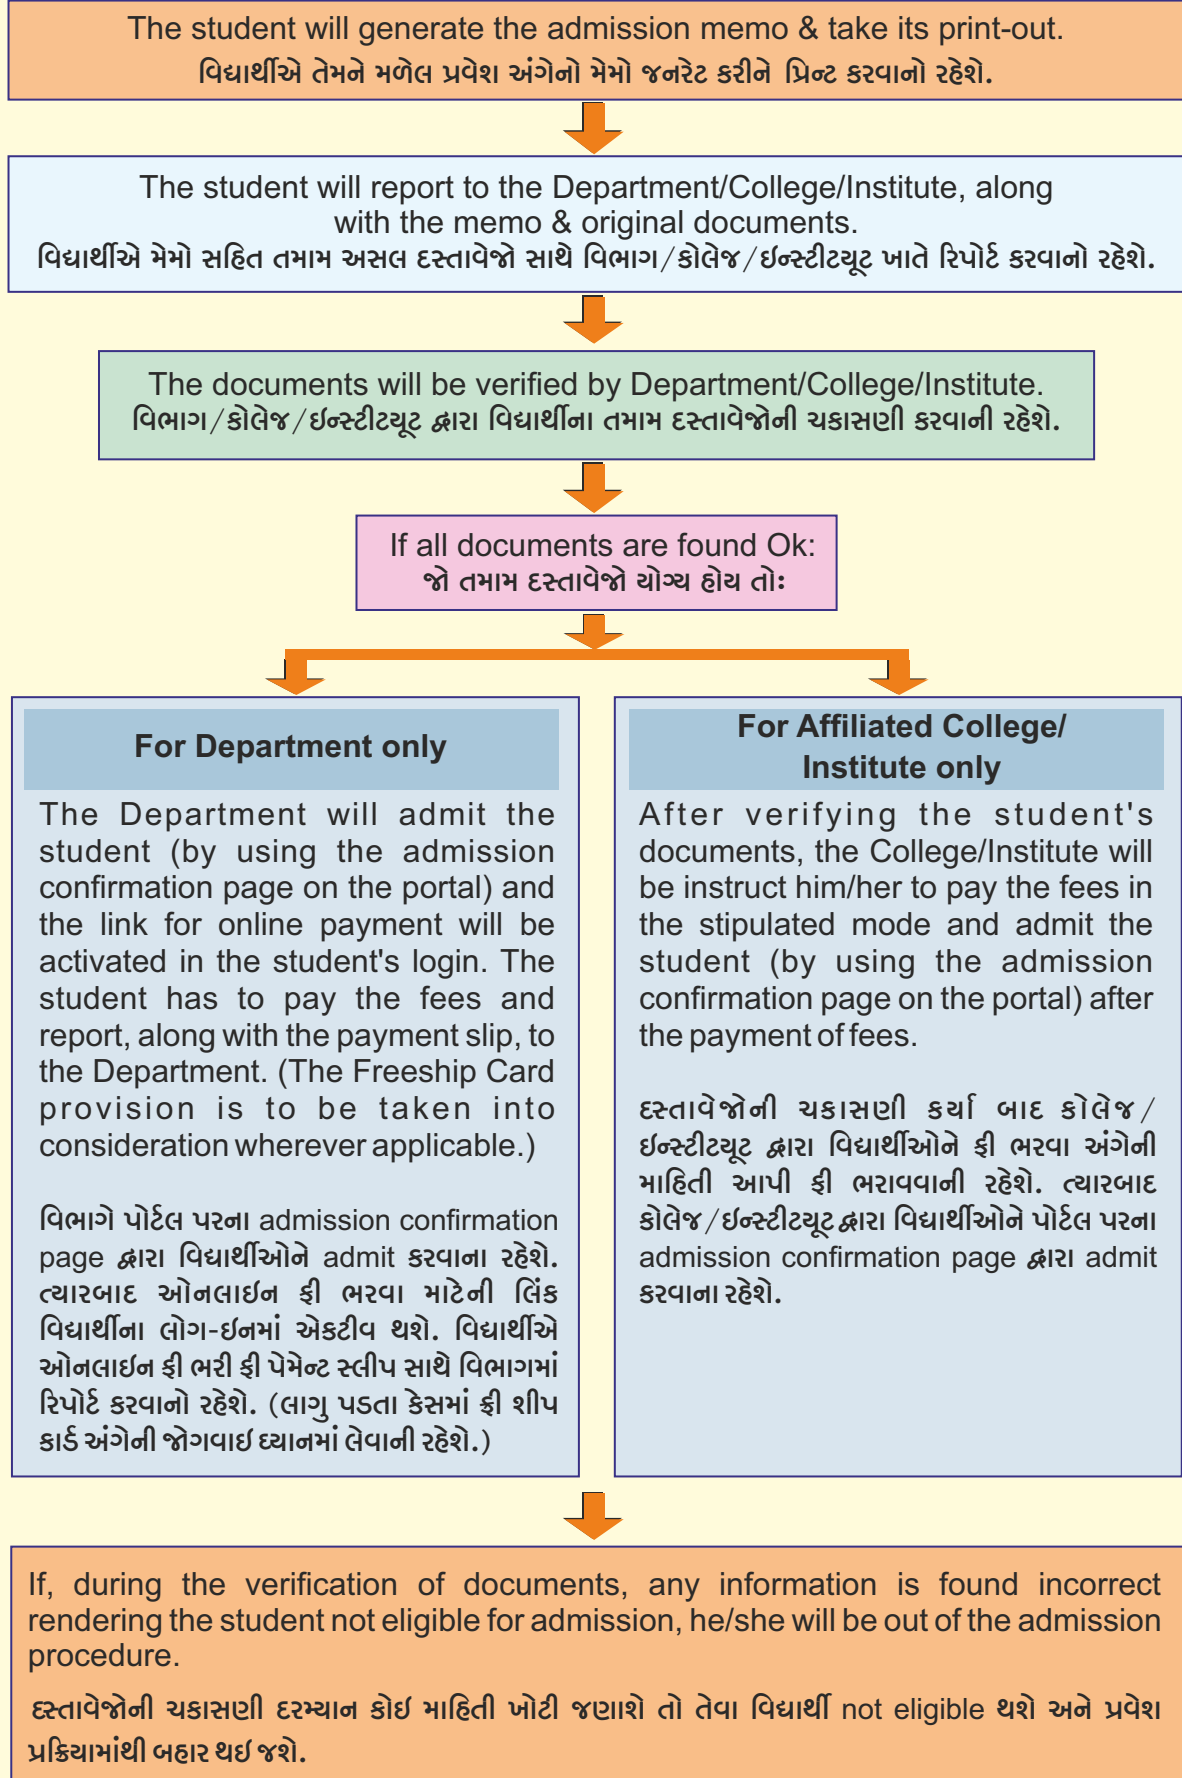 The student will generate the admission memo & take its print-out.
વિદ્યાર્થીએ તેમને મળેલ પ્રવેશ અંગેનો મેમો જનરેટ કરીને પ્રિન્ટ કરવાનો રહેશે.
The student will report to the Department/College/Institute, along
with the memo & original documents.
વિદ્યાર્થીએ મેમો સહિત તમામ અસલ દસ્તાવેજો સાથે વિભાગ/કોલેજ/ઇન્સ્ટીટયૂટ ખાતે રિપોર્ટ કરવાનો રહેશે.
The documents will be verified by Department/College/Institute.
વિભાગ/કોલેજ/ઇન્સ્ટીટયૂટ દ્વારા વિદ્યાર્થીના તમામ દસ્તાવેજોની ચકાસણી કરવાની રહેશે.
If all documents are found Ok:
જો તમામ દસ્તાવેજો યોગ્ય હોય તોઃ
For Department only
The Department will admit the
student (by using the admission
confirmation page on the portal) and
the link for online payment will be
activated in the student's login. The
student has to pay the fees and
report, along with the payment slip, to
the Department. (The Freeship Card
provision is to be taken into
consideration wherever applicable.)
વિભાગે પોર્ટલ પરના admission confirmation
page દ્વારા વિદ્યાર્થીઓને admit કરવાના રહેશે.
ત્યારબાદ ઓનલાઇન ફી ભરવા માટેની લિંક
વિદ્યાર્થીના લોગ-ઇનમાં એકટીવ થશે. વિદ્યાર્થીએ
ઓનલાઇન ફી ભરી ફી પેમેન્ટ સ્લીપ સાથે વિભાગમાં
રિપોર્ટ કરવાનો રહેશે. (લાગુ પડતા કેસમાં ફ્રી શીપ
કાર્ડ અંગેની જોગવાઇ ધ્યાનમાં લેવાની રહેશે.)
For Affiliated College/
Institute only
After verifying the student's
documents, the College/Institute will
be instruct him/her to pay the fees in
the stipulated mode and admit the
student (by using the admission
confirmation page on the portal) after
the payment of fees.
દસ્તાવેજોની ચકાસણી કર્યા બાદ કોલેજ/
ઇન્સ્ટીટયૂટ દ્વારા વિદ્યાર્થીઓને ફી ભરવા અંગેની
માહિતી આપી ફી ભરાવવાની રહેશે. ત્યારબાદ
કોલેજ/ઇન્સ્ટીટયૂટ દ્વારા વિદ્યાર્થીઓને પોર્ટલ પરના
admission confirmation page દ્વારા admit
કરવાના રહેશે.
If, during the verification of documents, any information is found incorrect
rendering the student not eligible for admission, he/she will be out of the admission
procedure.
દસ્તાવેજોની ચકાસણી દરમ્યાન કોઇ માહિતી ખોટી જણાશે તો તેવા વિદ્યાર્થી not eligible થશે અને પ્રવેશ
પ્રક્રિયામાંથી બહાર થઇ જશે.